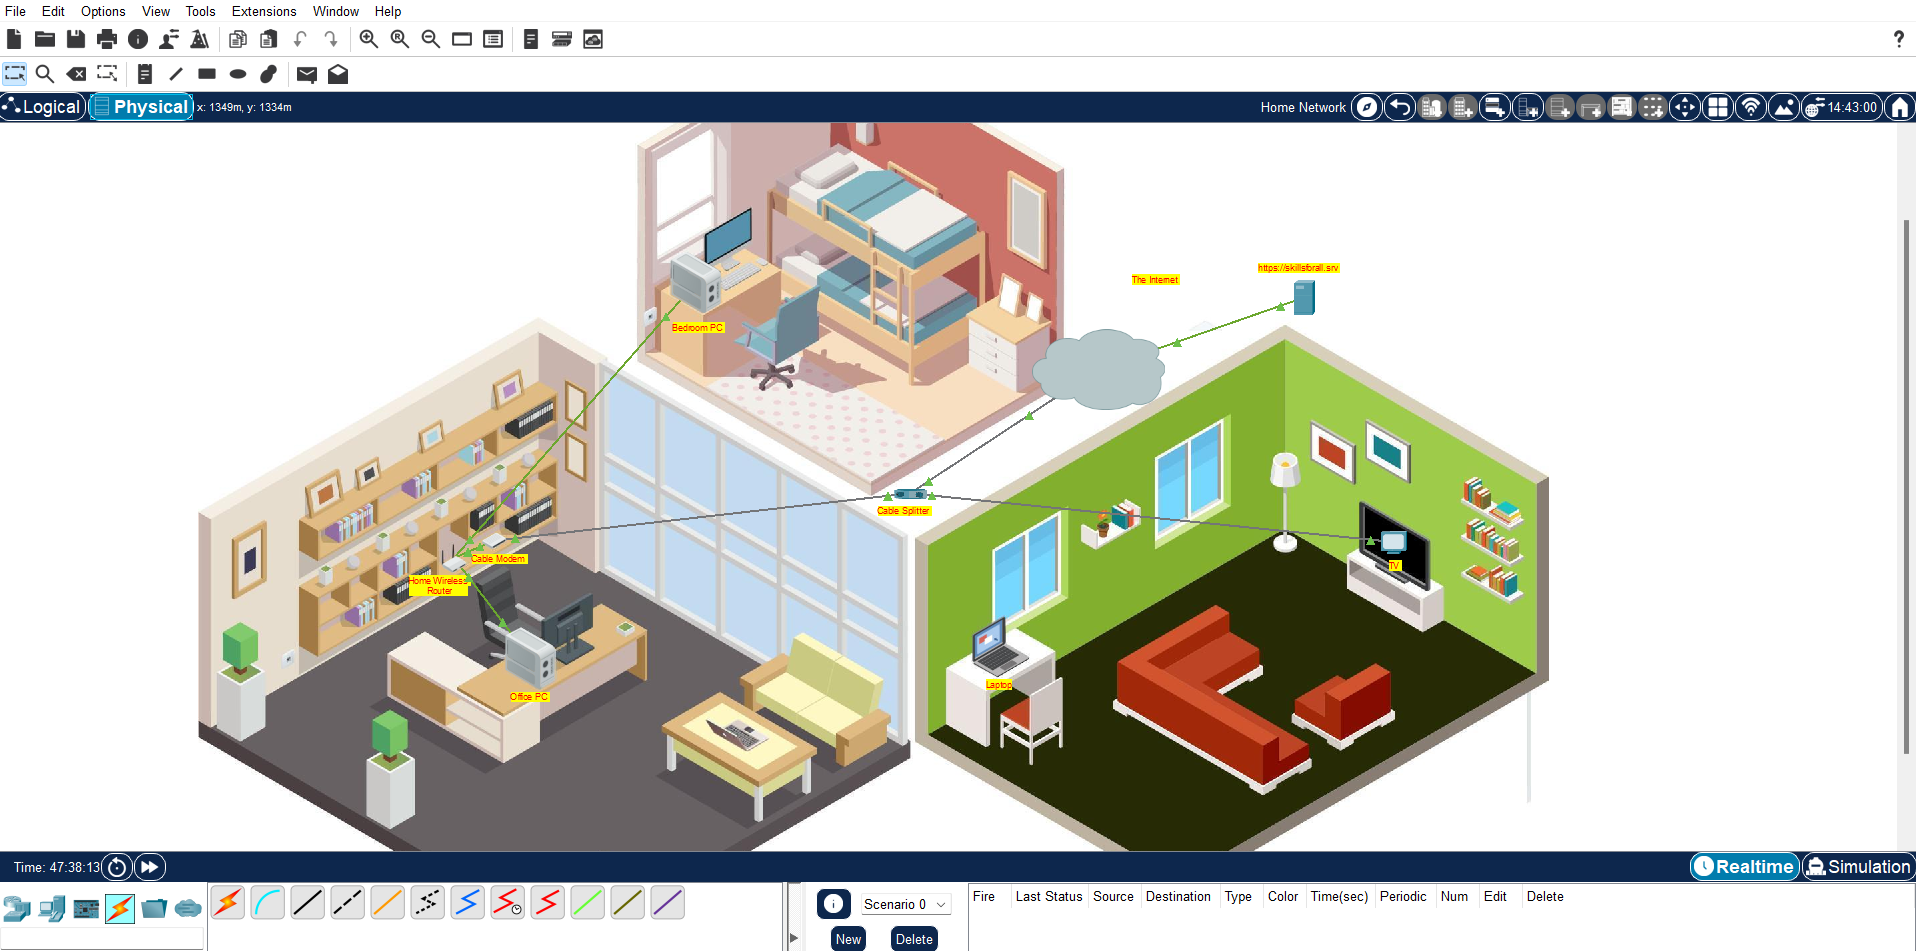 File Edit Options View Tools Extensions Window Help
?
Logical Physical x: 1349m, y: 1334m Home Network 14:43:00
https://skillsforall.srv
The Internet
Bedroom PC
Cable Splitter
Cable Modem
TV
Home Wireless
Router
Laptop
Office PC
Time: 47:38:13 Realtime Simulation
Scenario 0 Fire Last Status Source Destination Type Color Time(sec) Periodic Num Edit Delete
New Delete